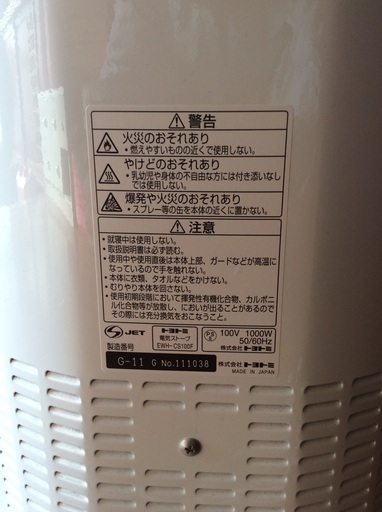 ⚠警告
火災のおそれあり
・燃えやすいものの近くで使用しない。
やけどのおそれあり
・乳幼児や身体の不自由な方には付き添いなし
では使用しない。
爆発や火災のおそれあり
・スプレー等の缶を本体の近くに置かない。
⚠注意
・就寝中は使用しない。
・取扱説明書は必ず読む。
・使用中や使用直後は本体上部、ガードなどが高温に
なっているので手を触れない。
・本体に衣類、タオルなどをかけない。
・むりやり本体を回さない。
・使用初期段階において揮発性有機化合物、カルボニ
ル化合物等が放散し、においが出ることがあるので
その際には充分換気をおこなうこと。
S JET
トヨトミ
電気ストーブ
EWH-CS100F
100V 1000W
50/60Hz
株式会社 トヨトミ
製造番号
G-11 G No.111038
株式会社 トヨトミ
MADE IN JAPAN